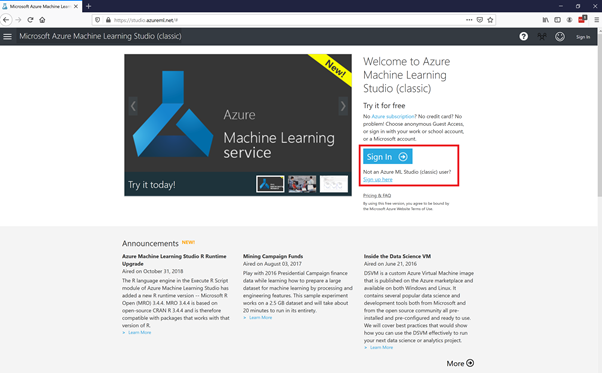 Microsoft Azure Machine Lear
https://studio.azureml.net/#
Microsoft Azure Machine Learning Studio (classic)
Sign In
New!
Azure
Machine Learning
service
Try it today!
Welcome to Azure
Machine Learning
Studio (classic)
Try it for free
No Azure subscription? No credit card? No
problem! Choose anonymous Guest Access,
or sign in with your work or school account,
or a Microsoft account.
Sign In
Not an Azure ML Studio (classic) user?
Sign up here
Pricing & FAQ
By using this free version, you agree to be bound by
the Microsoft Azure Website Terms of Use.
Announcements NEW!
Azure Machine Learning Studio R Runtime
Upgrade
Aired on October 31, 2018
The R language engine in the Execute R Script
module of Azure Machine Learning Studio has
added a new R runtime version -- Microsoft R
Open (MRO) 3.4.4. MRO 3.4.4 is based on
open-source CRAN R 3.4.4 and is therefore
compatible with packages that works with that
version of R.
» Learn More
Mining Campaign Funds
Aired on August 03, 2017
Play with 2016 Presidential Campaign finance
data while learning how to prepare a large
dataset for machine learning by processing and
engineering features. This sample experiment
works on a 2.5 GB dataset and will take about
20 minutes to run in its entirety.
» Learn More
Inside the Data Science VM
Aired on June 21, 2016
DSVM is a custom Azure Virtual Machine image
that is published on the Azure marketplace and
available on both Windows and Linux. It
contains several popular data science and
development tools both from Microsoft and
from the open source community all pre-
installed and pre-configured and ready to use.
We will cover best practices that would show
how you can use the DSVM effectively to run
your next data science or analytics project.
» Learn More
More